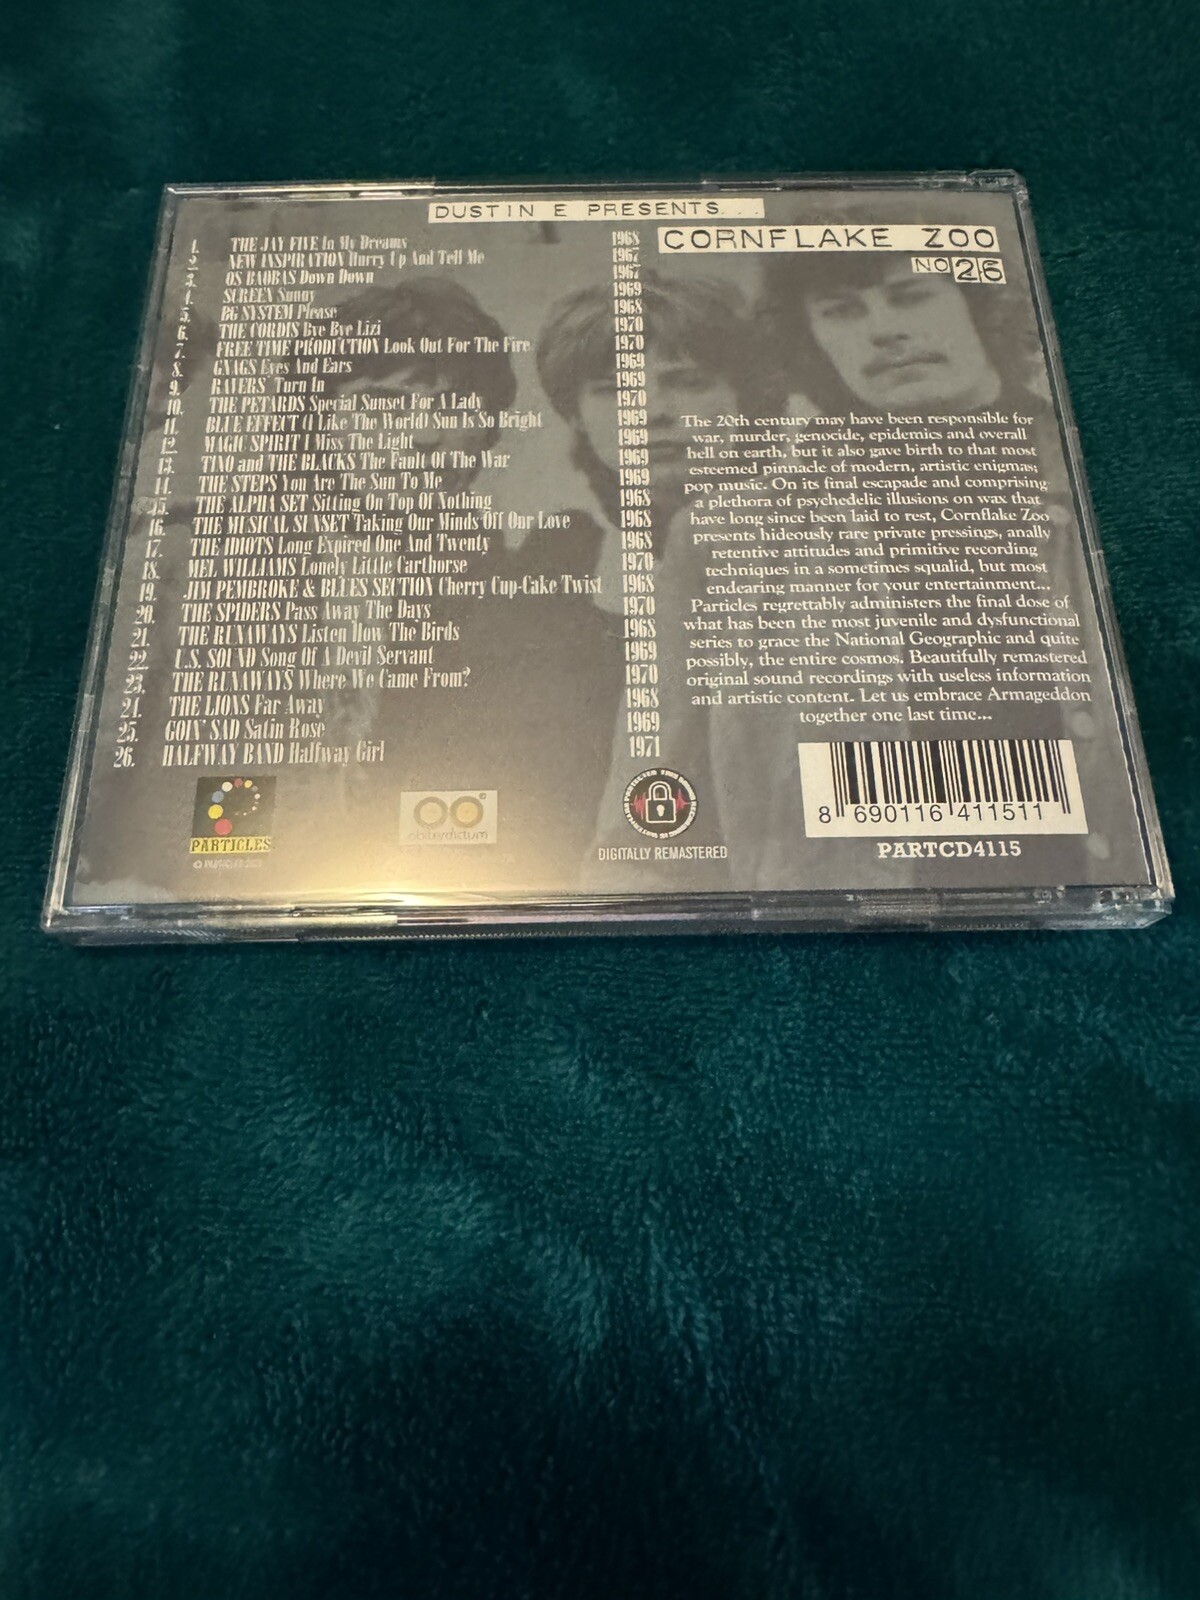 DUSTIN E PRESENTS...
CORNFLAKE ZOO
NO 26
1. THE JAY FIVE In My Dreams 1968
2. NEW INSPIRATION Hurry Up And Tell Me 1967
3. OS BAOBAS Down Down 1967
4. SCREEN Sunny 1969
5. BG SYSTEM Please 1968
6. THE CORDIS Bye Bye Lizi 1970
7. FREE TIME PRODUCTION Look Out For The Fire 1970
8. GNAGS Eyes And Ears 1969
9. RAVERS' Turn In 1969
10. THE PETARDS Special Sunset For A Lady 1970
11. BLUE EFFECT (I Like The World) Sun Is So Bright 1969
12. MAGIC SPIRIT I Miss The Light 1969
13. TINO and THE BLACKS The Fault Of The War 1969
14. THE STEPS You Are The Sun To Me 1969
15. THE ALPHA SET Sitting On Top Of Nothing 1968
16. THE MUSICAL SUNSET Taking Our Minds Off Our Love 1968
17. THE IDIOTS Long Expired One And Twenty 1968
18. MEL WILLIAMS Lonely Little Carthorse 1970
19. JIM PEMBROKE & BLUES SECTION Cherry Cup-Cake Twist 1968
20. THE SPIDERS Pass Away The Days 1970
21. THE RUNAWAYS Listen How The Birds 1968
22. U.S. SOUND Song Of A Devil Servant 1969
23. THE RUNAWAYS Where We Came From? 1970
24. THE LIONS Far Away 1968
25. GOIN' SAD Satin Rose 1969
26. HALFWAY BAND Halfway Girl 1971
The 20th century may have been responsible for
war, murder, genocide, epidemics and overall
hell on earth, but it also gave birth to that most
esteemed pinnacle of modern, artistic enigmas;
pop music. On its final escapade and comprising
a plethora of psychedelic illusions on wax that
have long since been laid to rest, Cornflake Zoo
presents hideously rare private pressings, anally
retentive attitudes and primitive recording
techniques in a sometimes squalid, but most
endearing manner for your entertainment...
Particles regrettably administers the final dose of
what has been the most juvenile and dysfunctional
series to grace the National Geographic and quite
possibly, the entire cosmos. Beautifully remastered
original sound recordings with useless information
and artistic content. Let us embrace Armageddon
together one last time...
PARTICLES
obiterdictum
DIGITALLY REMASTERED
8 690116 411511
PARTCD4115